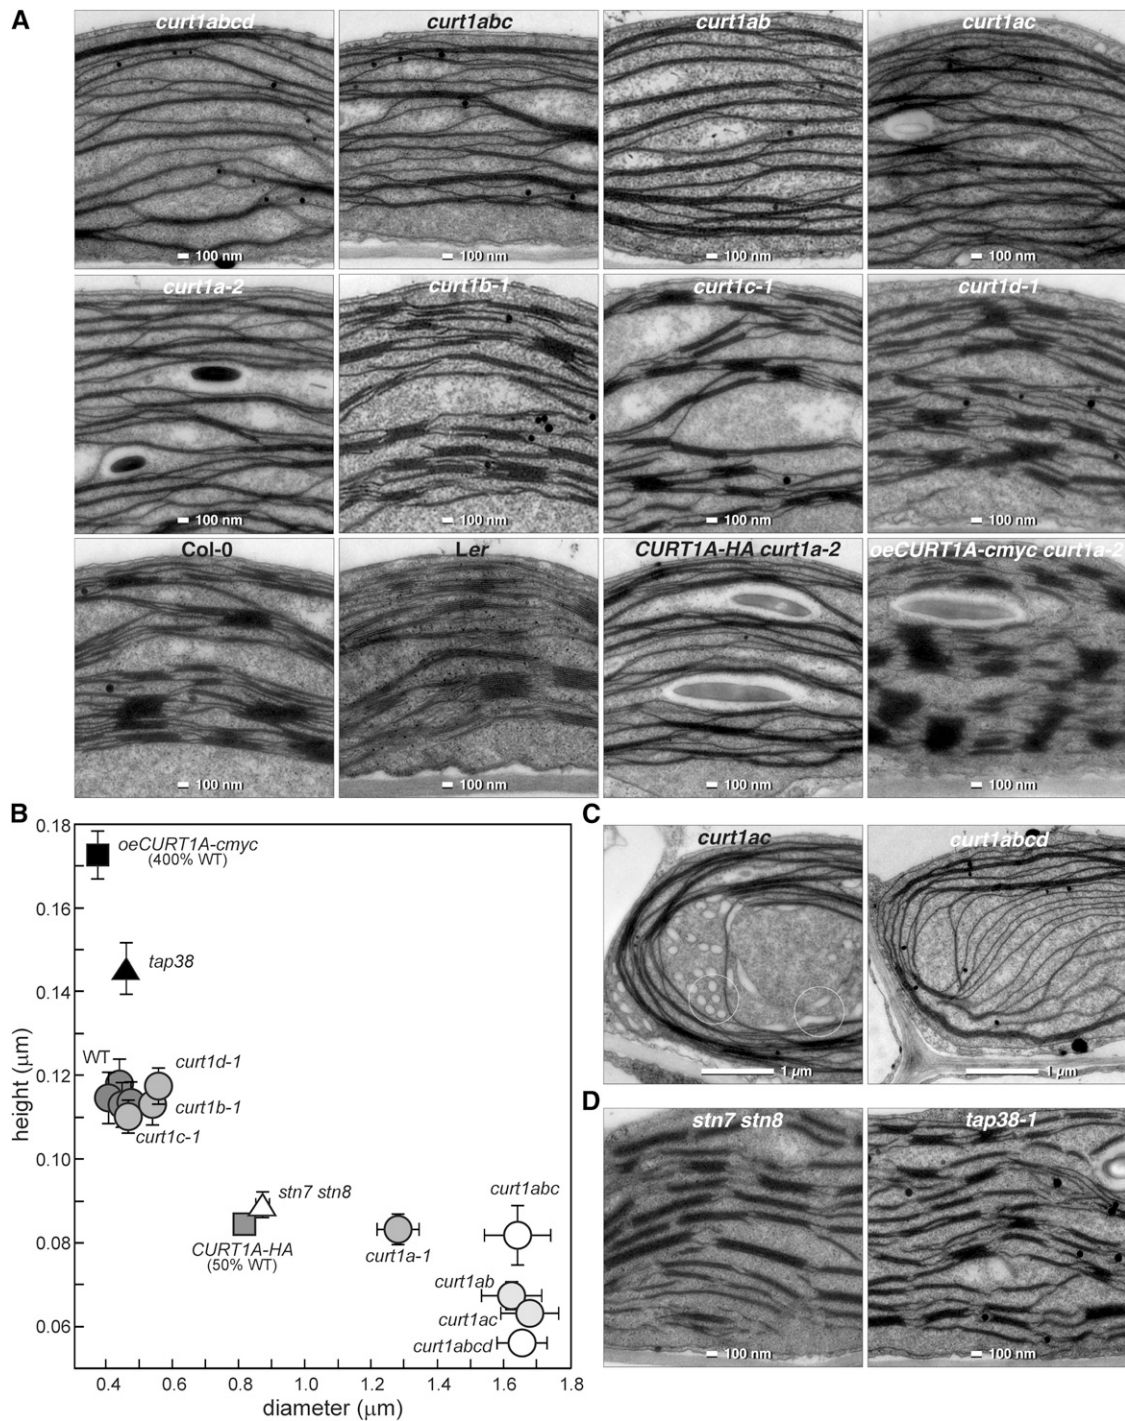 A
curt1abcd
curt1abc
curt1ab
curt1ac
100 nm
100 nm
100 nm
100 nm
curt1a-2
curt1b-1
curt1c-1
curt1d-1
100 nm
100 nm
100 nm
100 nm
Col-0
Ler
CURT1A-HA curt1a-2
oeCURT1A-cmyc curt1a-2
100 nm
100 nm
100 nm
100 nm
B
0.18
0.16
0.14
0.12
0.10
0.08
0.06
height (µm)
oeCURT1A-cmyc
(400% WT)
tap38
WT
curt1d-1
curt1b-1
curt1c-1
stn7 stn8
CURT1A-HA
(50% WT)
curt1a-1
curt1abc
curt1ab
curt1ac
curt1abcd
0.4
0.6
0.8
1.0
1.2
1.4
1.6
1.8
diameter (µm)
C
curt1ac
curt1abcd
1 µm
1 µm
D
stn7 stn8
tap38-1
100 nm
100 nm